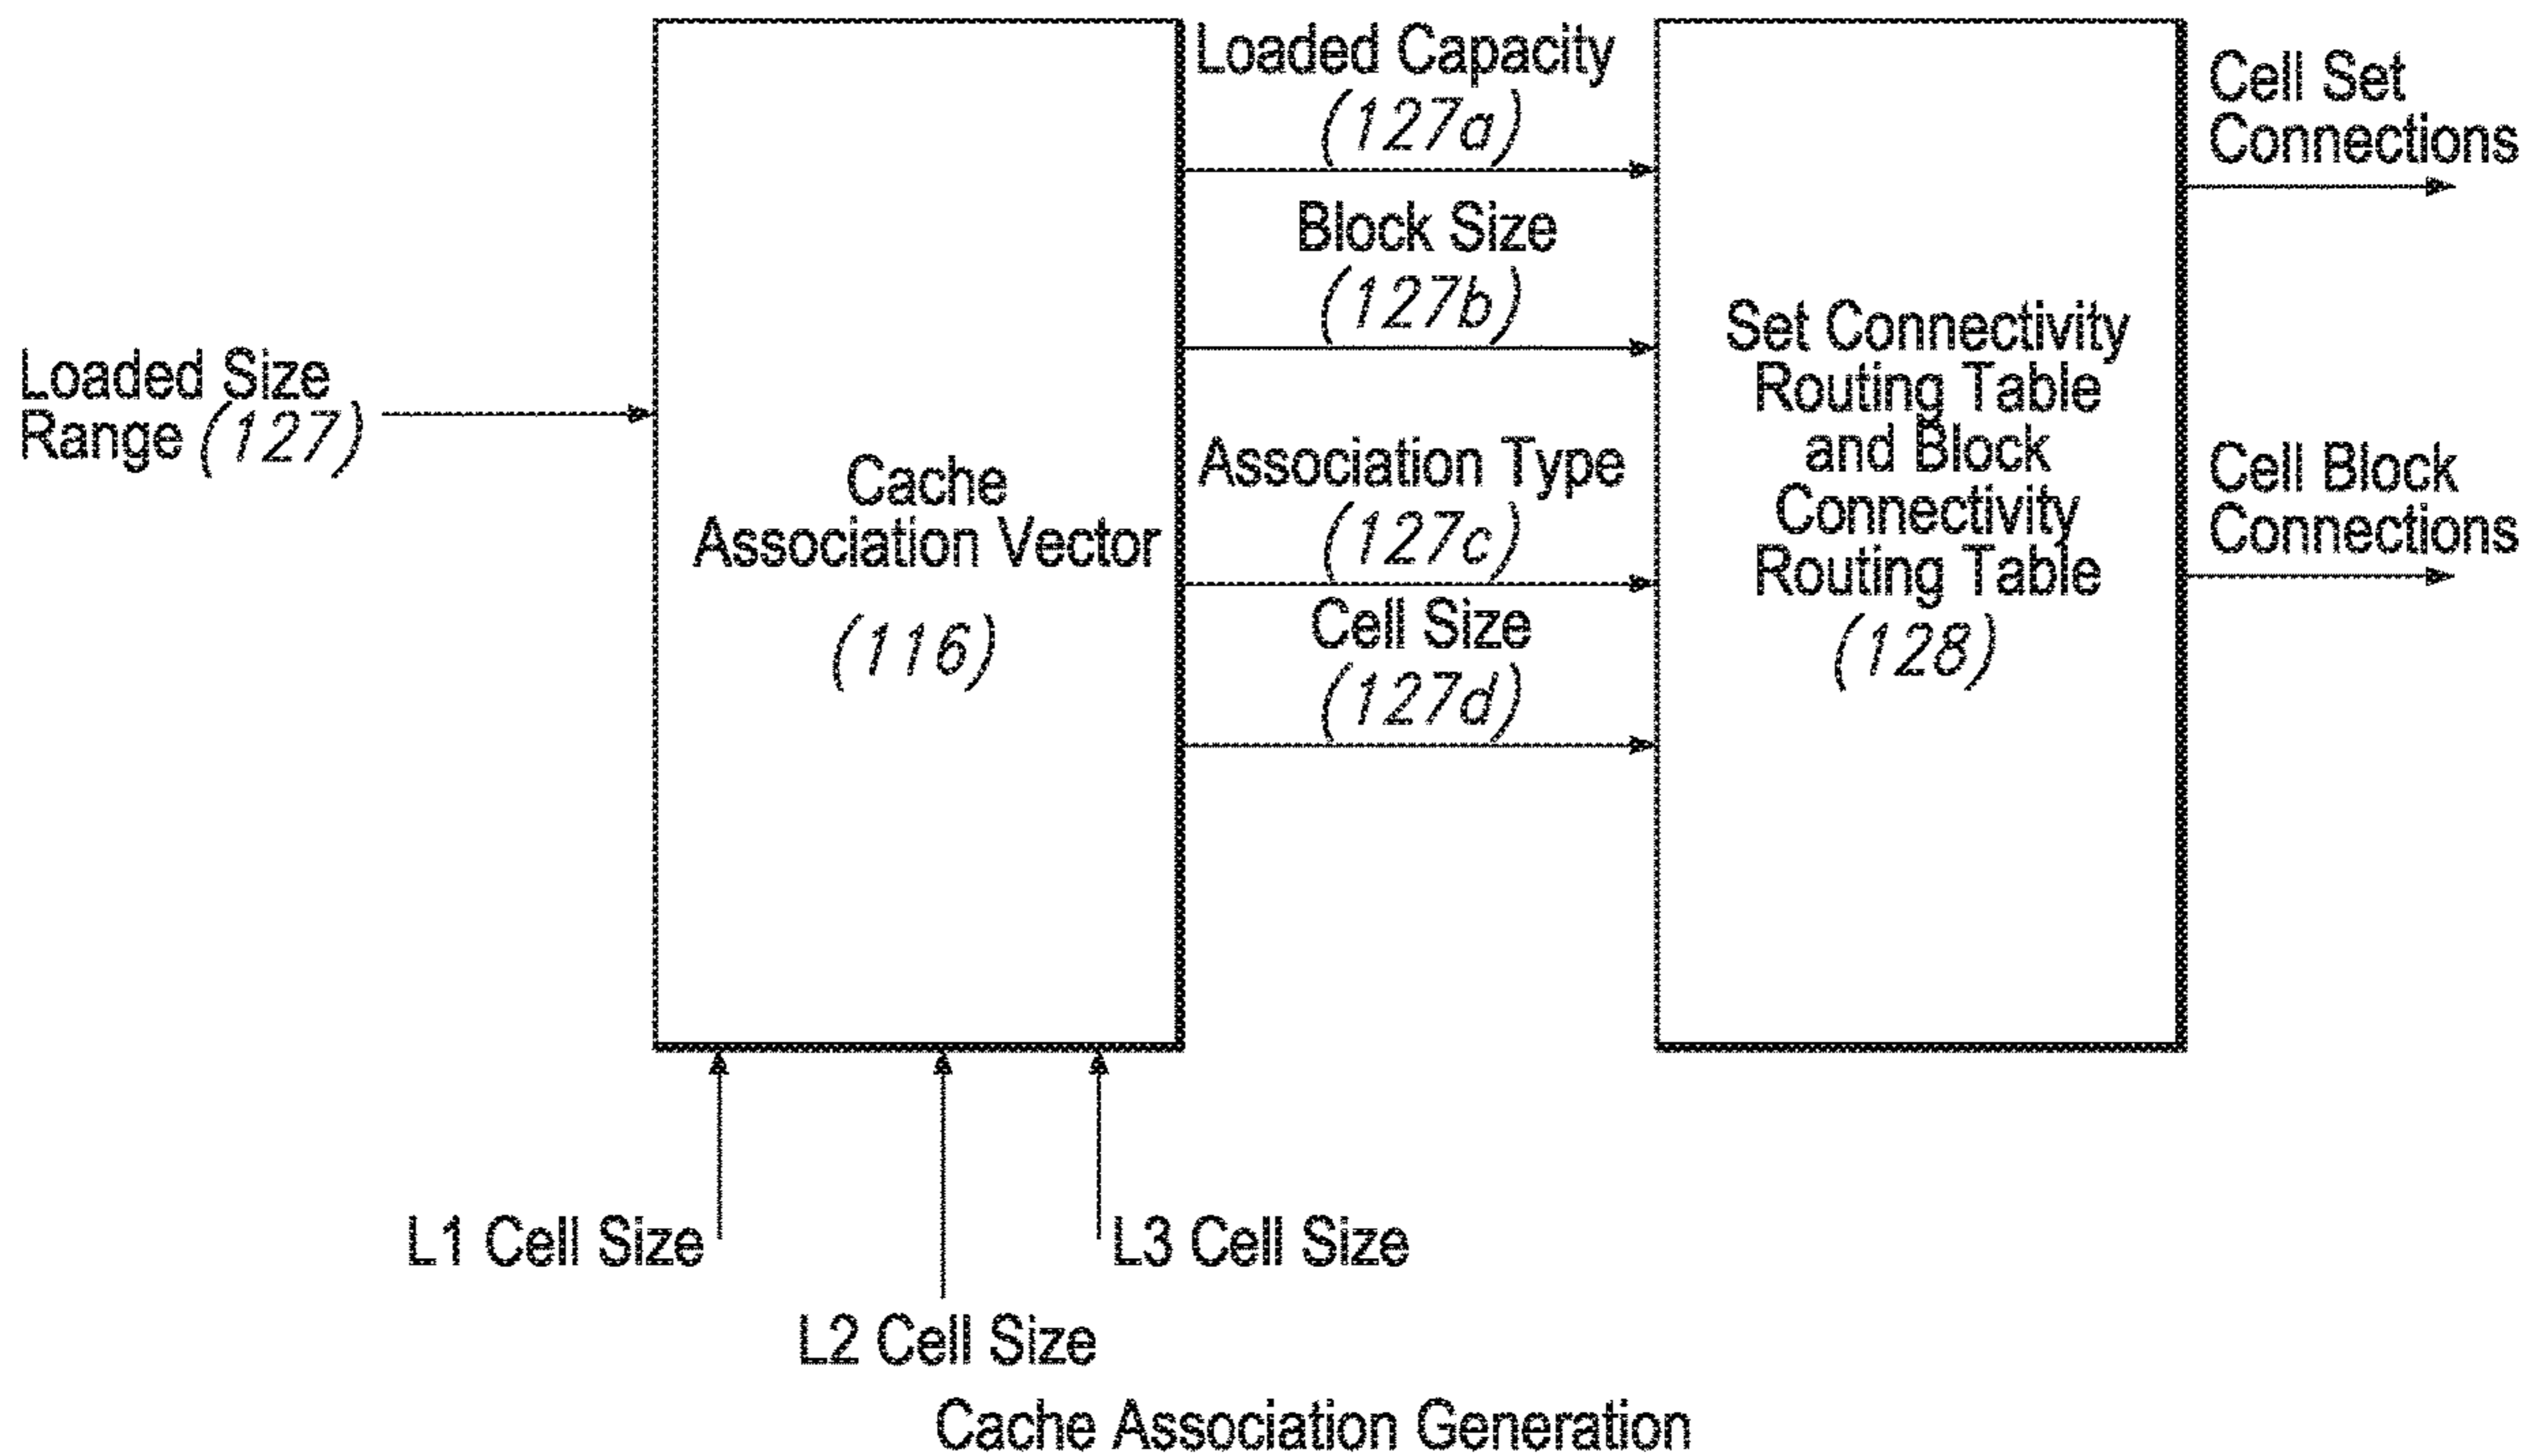 Loaded Size
Range (127)
Cache
Association Vector
(116)
L1 Cell Size
L2 Cell Size
L3 Cell Size
Loaded Capacity
(127a)
Block Size
(127b)
Association Type
(127c)
Cell Size
(127d)
Set Connectivity
Routing Table
and Block
Connectivity
Routing Table
(128)
Cell Set
Connections
Cell Block
Connections
Cache Association Generation